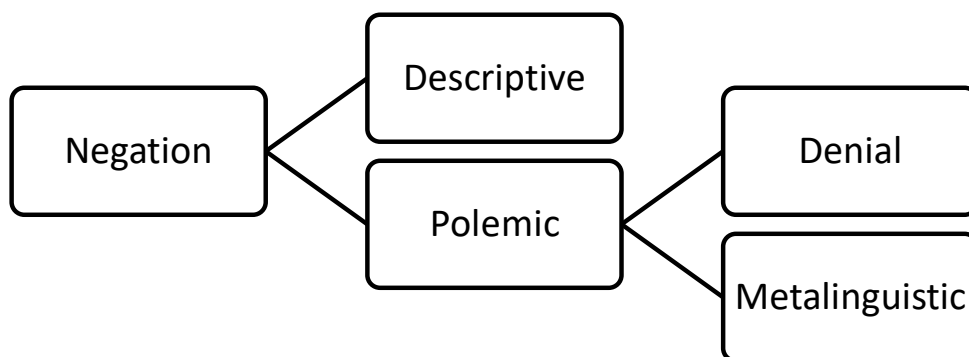 Negation
Descriptive
Polemic
Denial
Metalinguistic